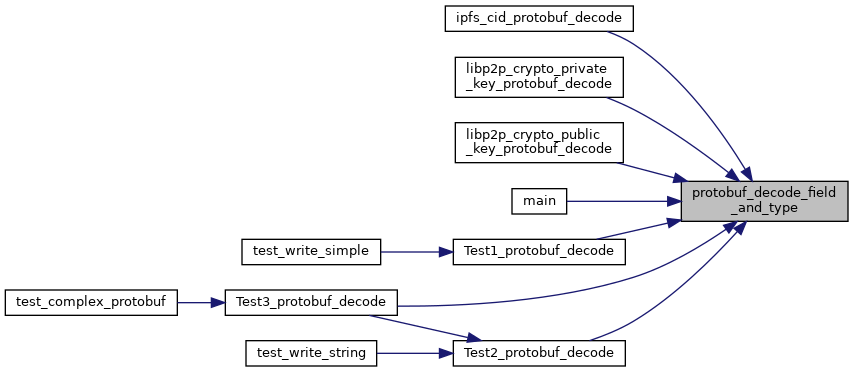 ipfs_cid_protobuf_decode
libp2p_crypto_private
_key_protobuf_decode
libp2p_crypto_public
_key_protobuf_decode
protobuf_decode_field
_and_type
main
test_write_simple
Test1_protobuf_decode
test_complex_protobuf
Test3_protobuf_decode
test_write_string
Test2_protobuf_decode